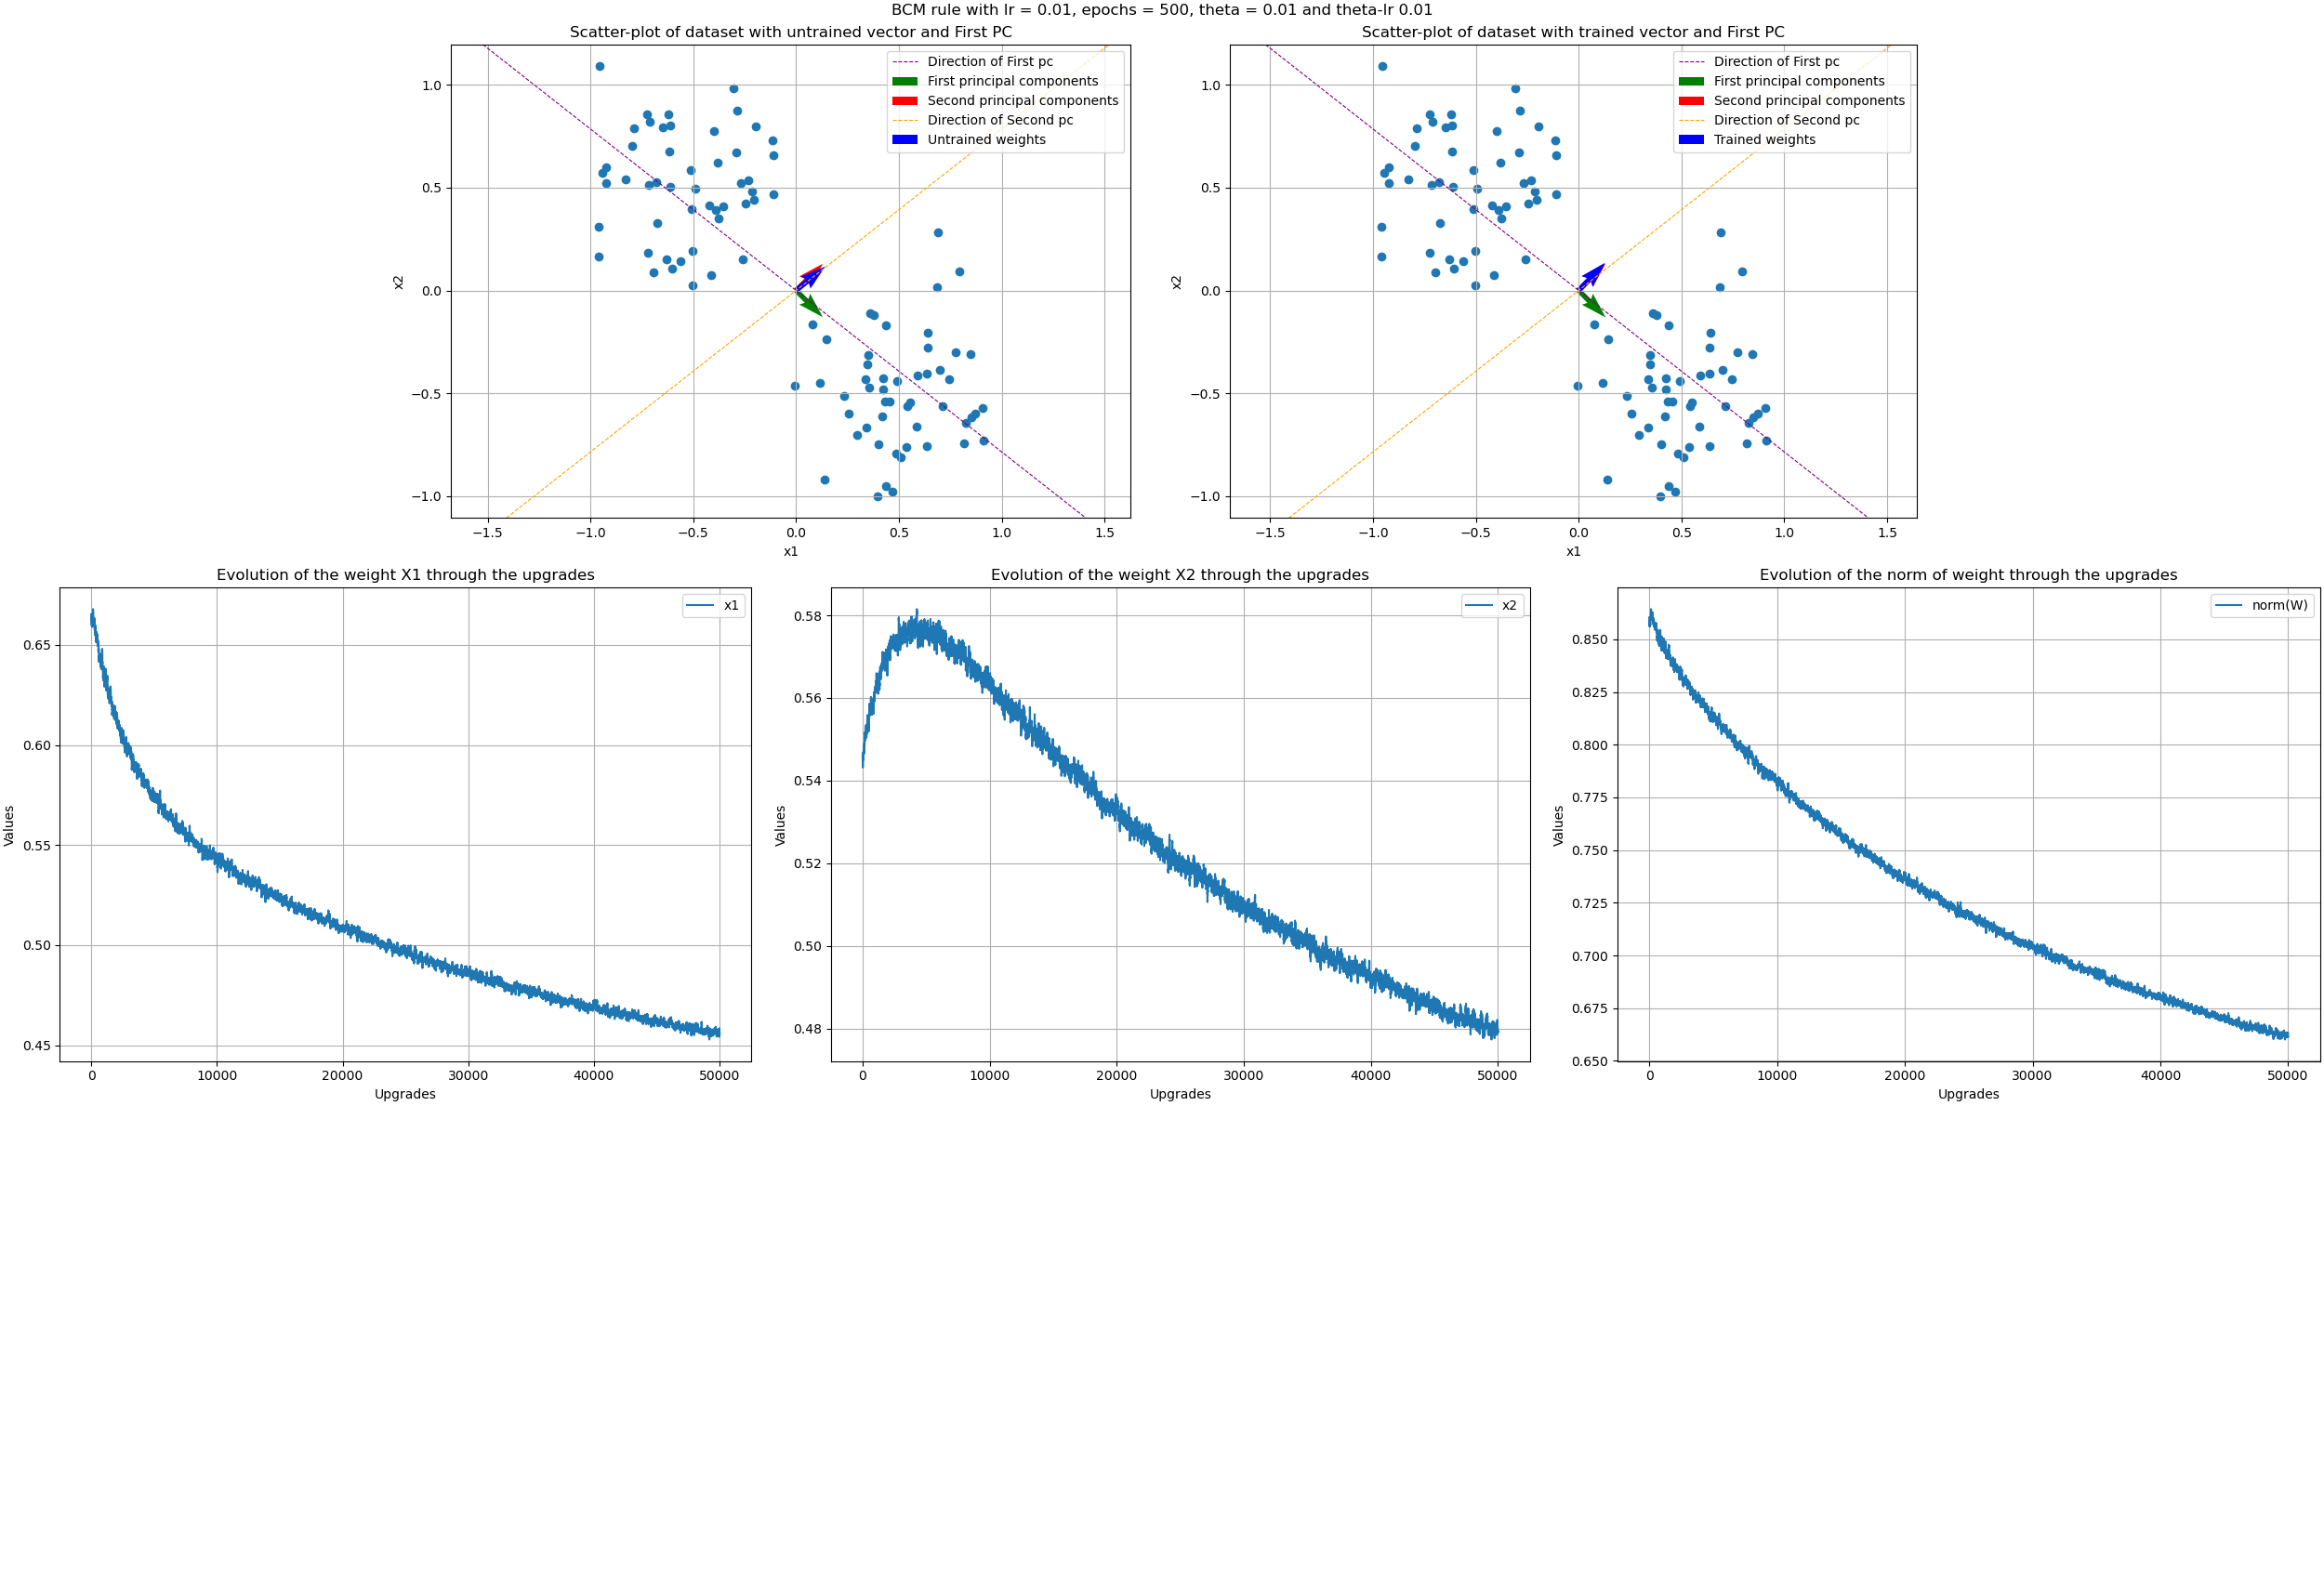 BCM rule with lr = 0.01, epochs = 500, theta = 0.01 and theta-lr 0.01
Scatter-plot of dataset with untrained vector and First PC
Direction of First pc
First principal components
Second principal components
Direction of Second pc
Untrained weights
1.0
0.5
0.0
−0.5
−1.0
x2
−1.5 −1.0 −0.5 0.0 0.5 1.0 1.5
x1
Scatter-plot of dataset with trained vector and First PC
Direction of First pc
First principal components
Second principal components
Direction of Second pc
Trained weights
1.0
0.5
0.0
−0.5
−1.0
x2
−1.5 −1.0 −0.5 0.0 0.5 1.0 1.5
x1
Evolution of the weight X1 through the upgrades
x1
0.65
0.60
0.55
0.50
0.45
Values
0 10000 20000 30000 40000 50000
Upgrades
Evolution of the weight X2 through the upgrades
x2
0.58
0.56
0.54
0.52
0.50
0.48
Values
0 10000 20000 30000 40000 50000
Upgrades
Evolution of the norm of weight through the upgrades
norm(W)
0.850
0.825
0.800
0.775
0.750
0.725
0.700
0.675
0.650
Values
0 10000 20000 30000 40000 50000
Upgrades